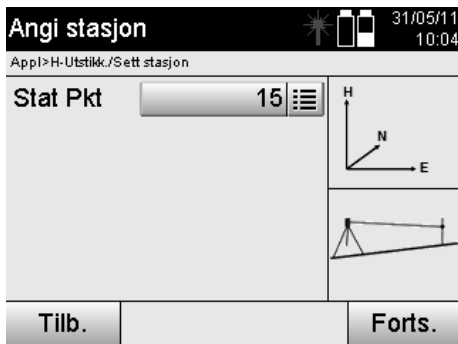 Angi stasjon
31/05/11
10:04
Appl>H-Utstikk./Sett stasjon
Stat Pkt 15
H
N
E
Tilb. Forts.